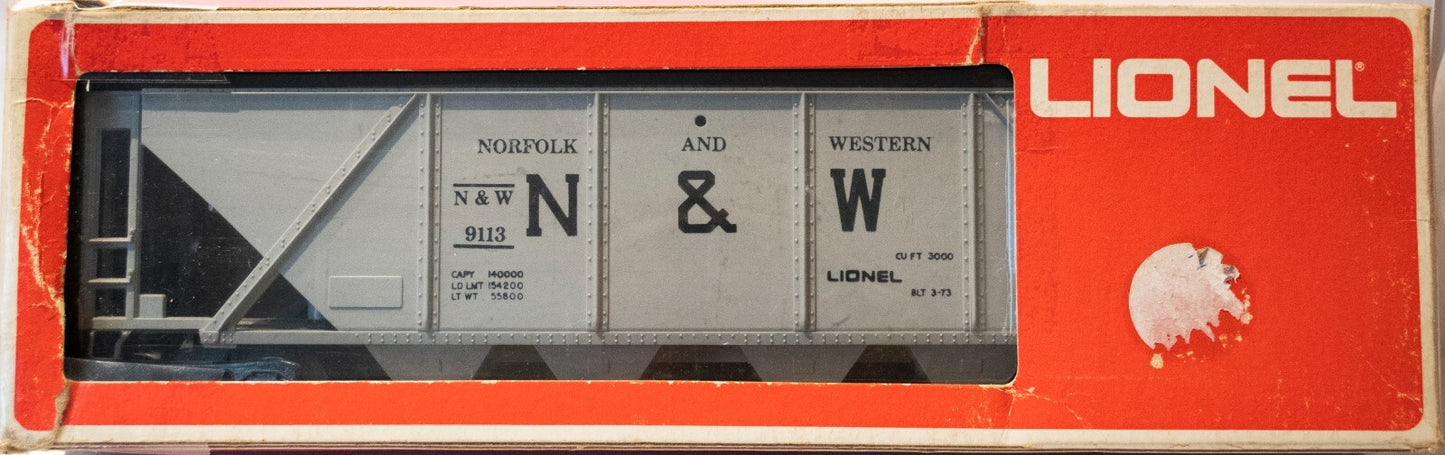 LIONEL®
NORFOLK AND WESTERN
N & W
9113
N & W
CAPY 140000
LD LMT 154200
LT WT 55800
CU FT 3000
LIONEL
BLT 3-73